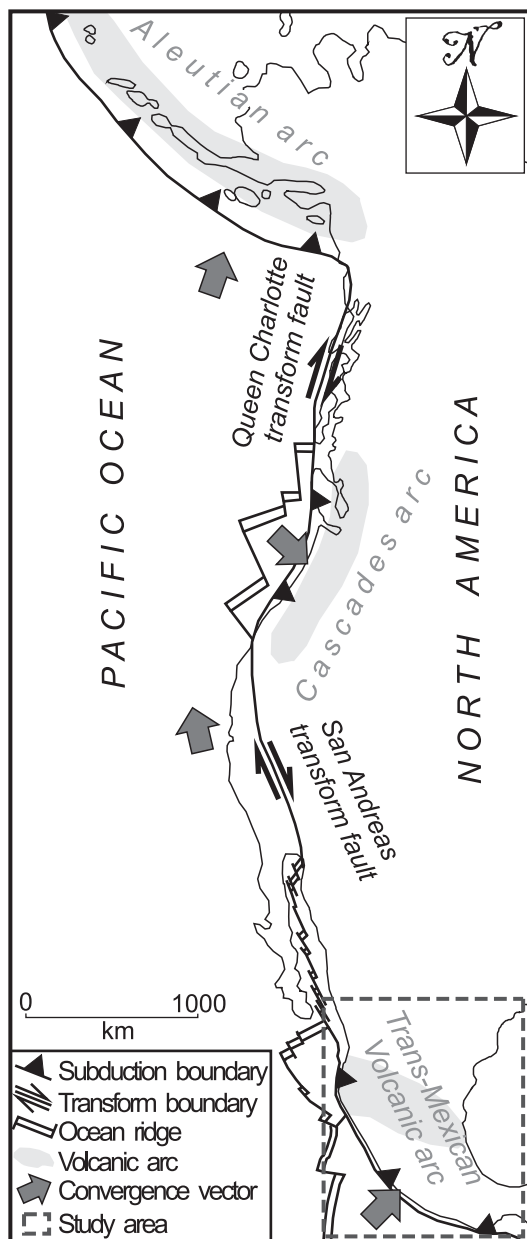 Aleutian arc
N
Queen Charlotte
transform fault
PACIFIC OCEAN
NORTH AMERICA
Cascades arc
San Andreas
transform fault
0 1000
km
Trans-Mexican
Volcanic arc
Subduction boundary
Transform boundary
Ocean ridge
Volcanic arc
Convergence vector
Study area